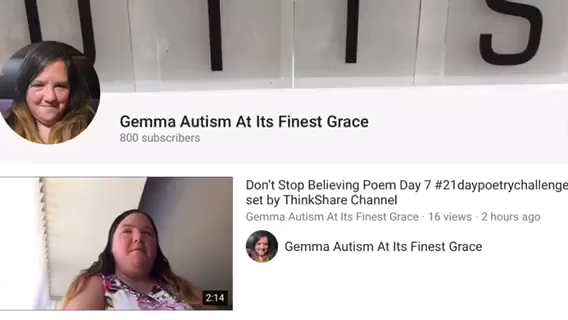 Gemma Autism At Its Finest Grace
800 subscribers
Don't Stop Believing Poem Day 7 #21daypoetrychallenge
set by ThinkShare Channel
Gemma Autism At Its Finest Grace · 16 views · 2 hours ago
Gemma Autism At Its Finest Grace
2:14